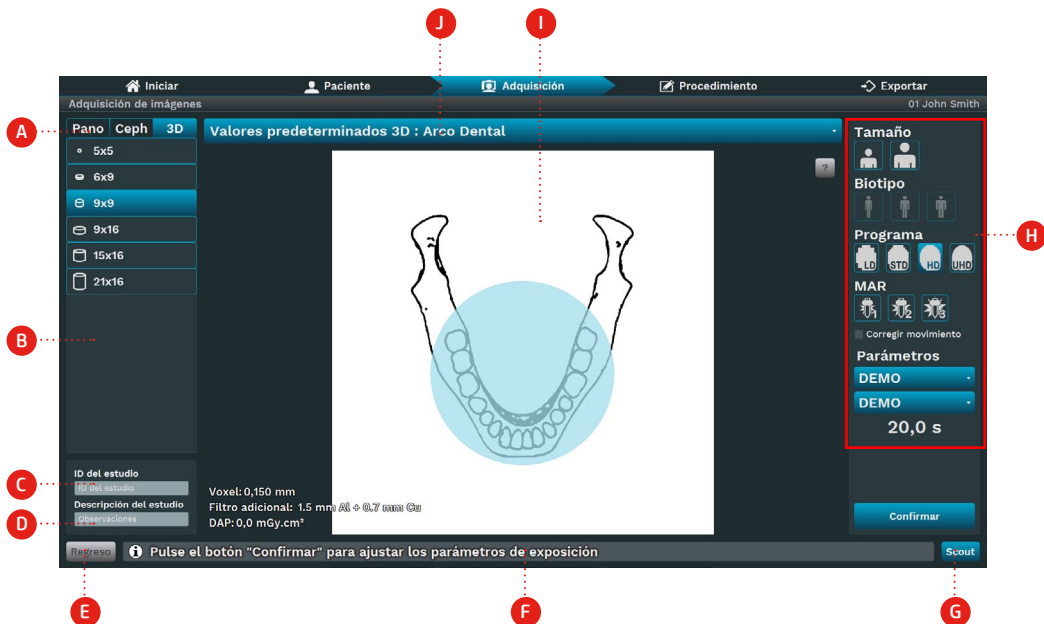 J
I
Iniciar
Paciente
Adquisición
Procedimiento
Exportar
Adquisición de imágenes
01 John Smith
A
Pano
Ceph
3D
Valores predeterminados 3D : Arco Dental
5x5
6x9
9x9
9x16
15x16
21x16
B
?
Tamaño
Biotipo
Programa
LD
STD
HD
UHD
H
MAR
1
2
3
Corregir movimiento
Parámetros
DEMO
DEMO
20,0 s
C
ID del estudio
ID del estudio
D
Descripción del estudio
Observaciones
Voxel: 0,150 mm
Filtro adicional: 1.5 mm Al + 0.7 mm Cu
DAP: 0,0 mGy.cm²
Confirmar
Regreso
Pulse el botón "Confirmar" para ajustar los parámetros de exposición
Scout
E
F
G